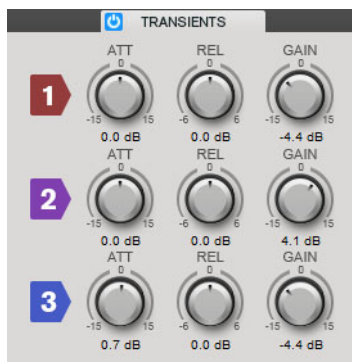 TRANSIENTS
ATT REL GAIN
0 0 0
1
-15 15 -6 6 -15 15
0.0 dB 0.0 dB -4.4 dB
ATT REL GAIN
0 0 0
2
-15 15 -6 6 -15 15
0.0 dB 0.0 dB 4.1 dB
ATT REL GAIN
0 0 0
3
-15 15 -6 6 -15 15
0.7 dB 0.0 dB -4.4 dB